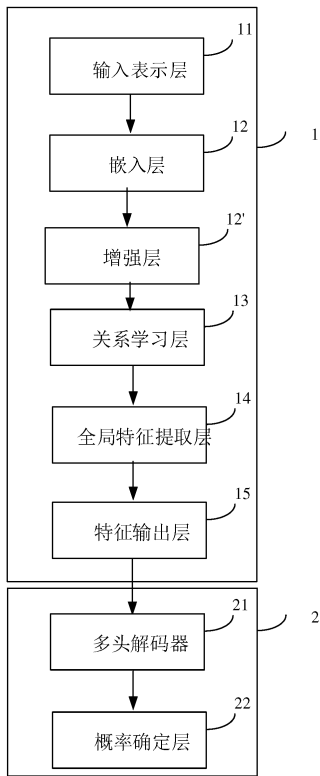 11
输入表示层
12
嵌入层
1
12'
增强层
13
关系学习层
14
全局特征提取层
15
特征输出层
21
多头解码器
2
22
概率确定层